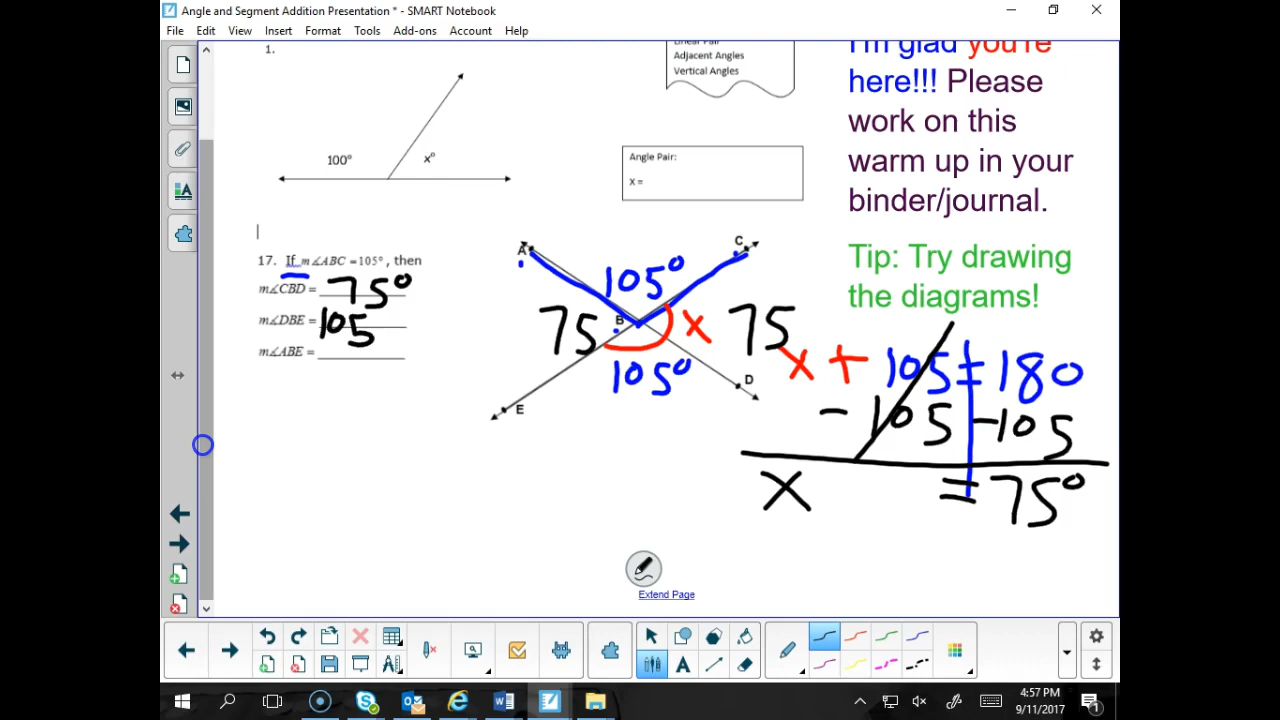 Angle and Segment Addition Presentation * - SMART Notebook
File Edit View Insert Format Tools Add-ons Account Help
1.
100°
x°
Linear Pair
Adjacent Angles
Vertical Angles
Angle Pair:
X =
I'm glad you're
here!!! Please
work on this
warm up in your
binder/journal.
Tip: Try drawing
the diagrams!
17. If m∡ABC = 105°, then
m∡CBD = 75°
m∡DBE = 105
m∡ABE =
A
C
105°
75
B
x
75
105°
D
E
x + 105 = 180
- 105 -105
x = 75°
Extend Page
4:57 PM
9/11/2017